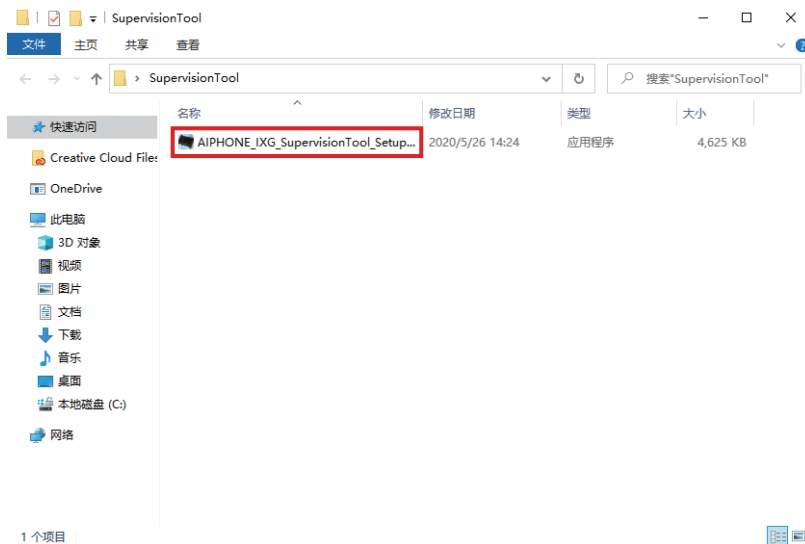 SupervisionTool
文件 主页 共享 查看
SupervisionTool 搜索"SupervisionTool"
名称 修改日期 类型 大小
快速访问
AIPHONE_IXG_SupervisionTool_Setup... 2020/5/26 14:24 应用程序 4,625 KB
Creative Cloud Files
OneDrive
此电脑
3D 对象
视频
图片
文档
下载
音乐
桌面
本地磁盘 (C:)
网络
1 个项目